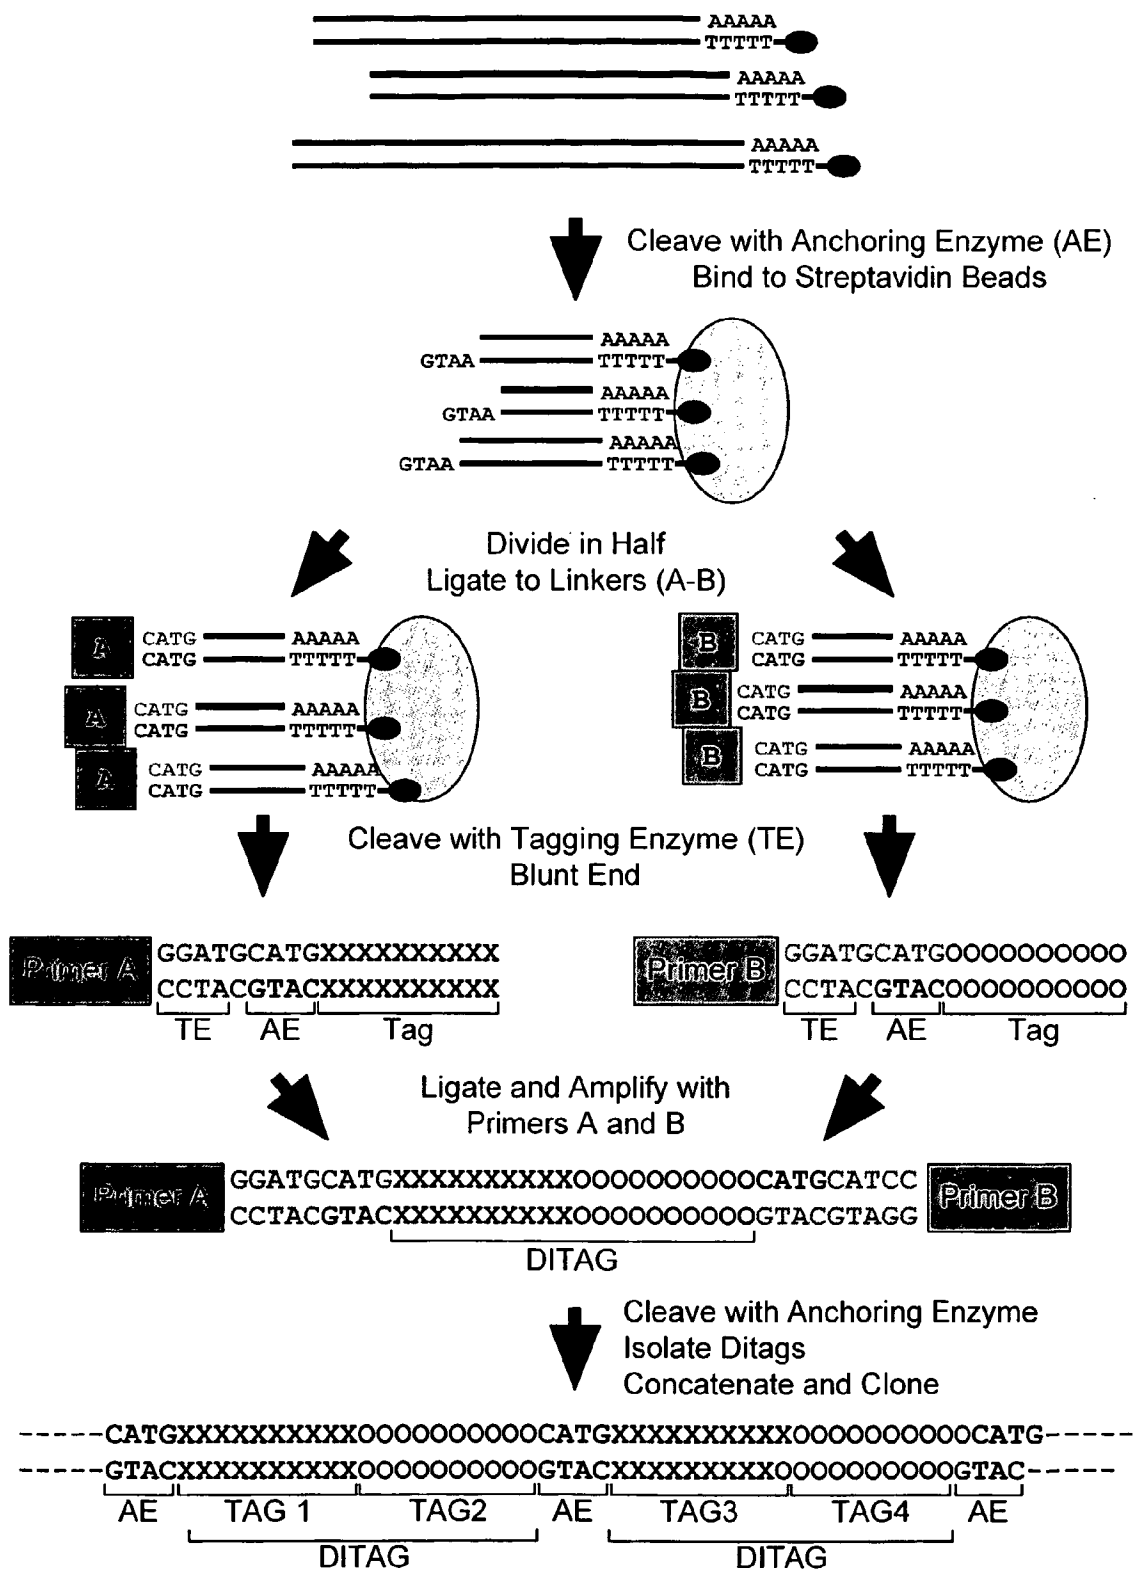 AAAAA
TTTTT
AAAAA
TTTTT
AAAAA
TTTTT
Cleave with Anchoring Enzyme (AE)
Bind to Streptavidin Beads
AAAAA
GTAA TTTTT
AAAAA
GTAA TTTTT
AAAAA
GTAA TTTTT
Divide in Half
Ligate to Linkers (A-B)
A CATG AAAAA
CATG TTTTT
A CATG AAAAA
CATG TTTTT
A CATG AAAAA
CATG TTTTT
B CATG AAAAA
CATG TTTTT
B CATG AAAAA
CATG TTTTT
B CATG AAAAA
CATG TTTTT
Cleave with Tagging Enzyme (TE)
Blunt End
Primer A GGATGCATGXXXXXXXXXX
CCTACGTACXXXXXXXXXX
TE AE Tag
Primer B GGATGCATGOOOOOOOOOO
CCTACGTACOOOOOOOOOO
TE AE Tag
Ligate and Amplify with
Primers A and B
Primer A GGATGCATGXXXXXXXXXXOOOOOOOOOOCATGCATCC Primer B
CCTACGTACXXXXXXXXXXOOOOOOOOOOGTACGTAGG
DITAG
Cleave with Anchoring Enzyme
Isolate Ditags
Concatenate and Clone
-----CATGXXXXXXXXXXOOOOOOOOOOCATGXXXXXXXXXXOOOOOOOOOOCATG-----
-----GTACXXXXXXXXXXOOOOOOOOOOGTACXXXXXXXXXOOOOOOOOOOGTAC-----
AE TAG 1 TAG2 AE TAG3 TAG4 AE
DITAG DITAG